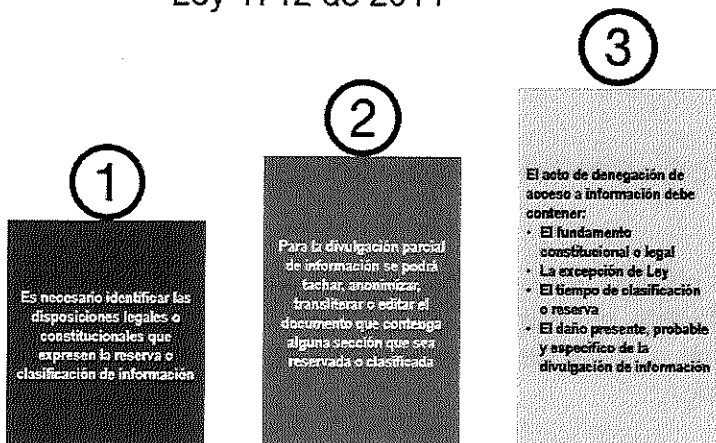 Ley 1712 de 2014
1
Es necesario identificar las
disposiciones legales o
constitucionales que
expresen la reserva o
clasificación de información
2
Para la divulgación parcial
de información se podrá
tachar, anonimizar,
transliterar o editar el
documento que contenga
alguna sección que sea
reservada o clasificada
3
El acto de denegación de
acceso a información debe
contener:
· El fundamento
constitucional o legal
· La excepción de Ley
· El tiempo de clasificación
o reserva
· El daño presente, probable
y específico de la
divulgación de información